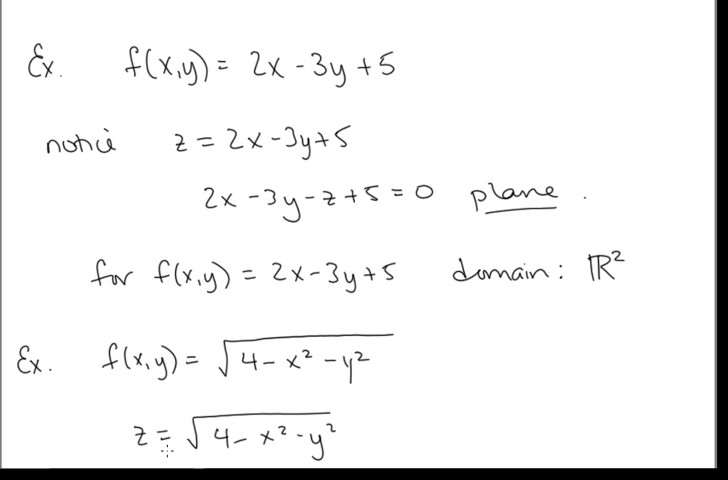 Ex. f(x,y) = 2x - 3y + 5
notice z = 2x - 3y + 5
2x - 3y - z + 5 = 0 plane.
for f(x,y) = 2x - 3y + 5 domain: ℝ²
Ex. f(x,y) = √(4 - x² - y²)
z = √(4 - x² - y²)